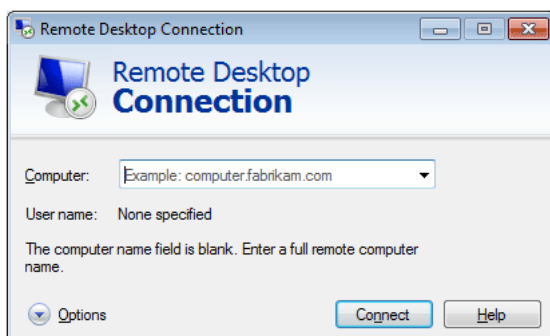 Remote Desktop Connection
Remote Desktop
Connection
Computer: Example: computer.fabrikam.com
User name: None specified
The computer name field is blank. Enter a full remote computer
name.
Options Connect Help